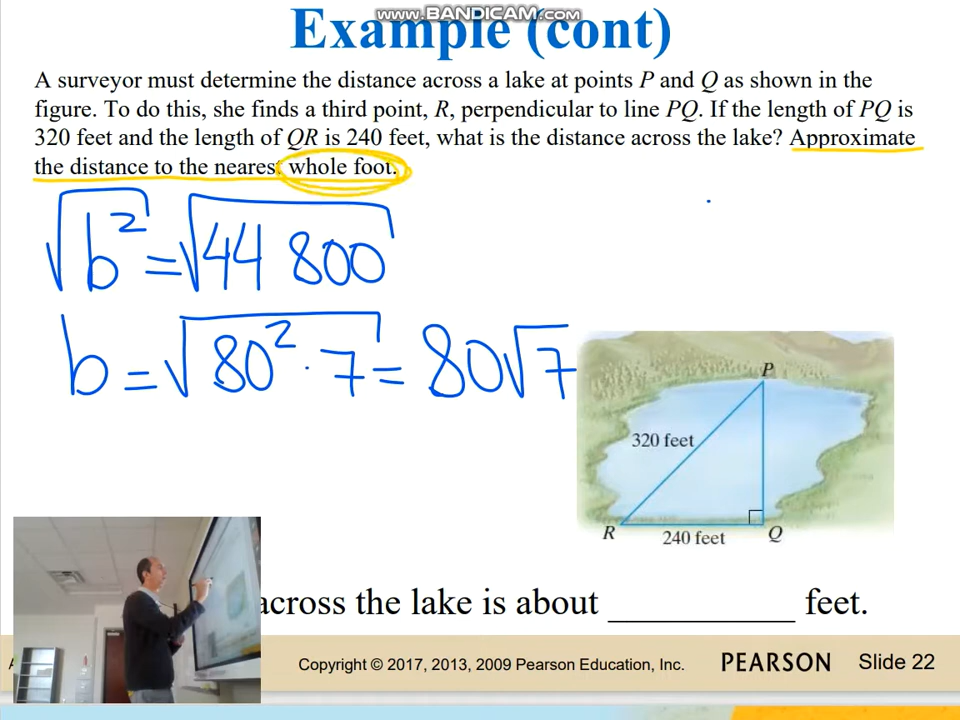 www.BANDICAM.com
Example (cont)
A surveyor must determine the distance across a lake at points P and Q as shown in the
figure. To do this, she finds a third point, R, perpendicular to line PQ. If the length of PQ is
320 feet and the length of QR is 240 feet, what is the distance across the lake? Approximate
the distance to the nearest whole foot.
√b² = √44 800
b = √80² · 7 = 80√7
P
320 feet
R
240 feet
Q
across the lake is about __________ feet.
Copyright © 2017, 2013, 2009 Pearson Education, Inc.
PEARSON
Slide 22